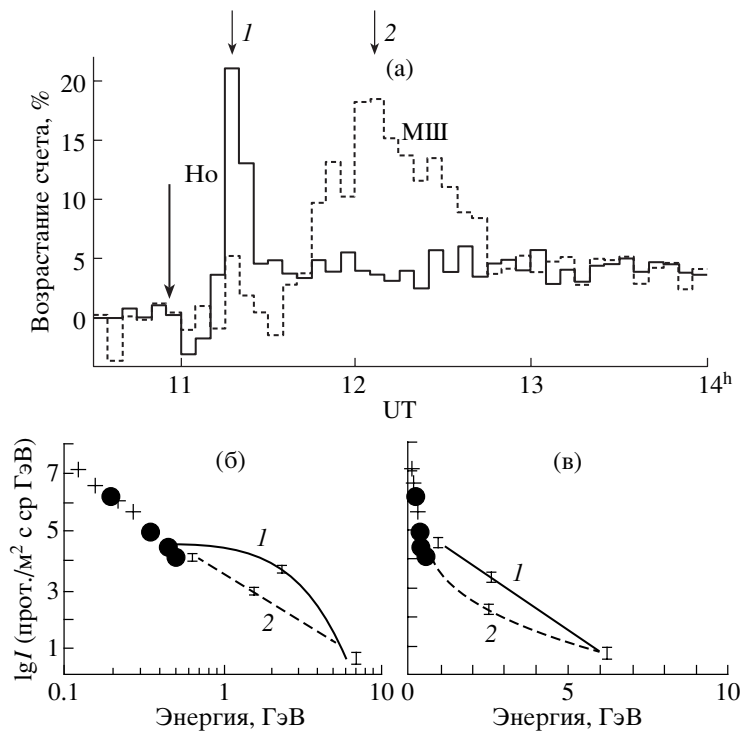 1 2
(а)
20
15
10
5
0
Возрастание счета, %
Но
МШ
11 12 13 14h
UT
(б) (в)
lgI (прот./м² с ср ГэВ)
7
5
3
1
1
2
1
2
0.1 1 10
0 5 10
Энергия, ГэВ Энергия, ГэВ